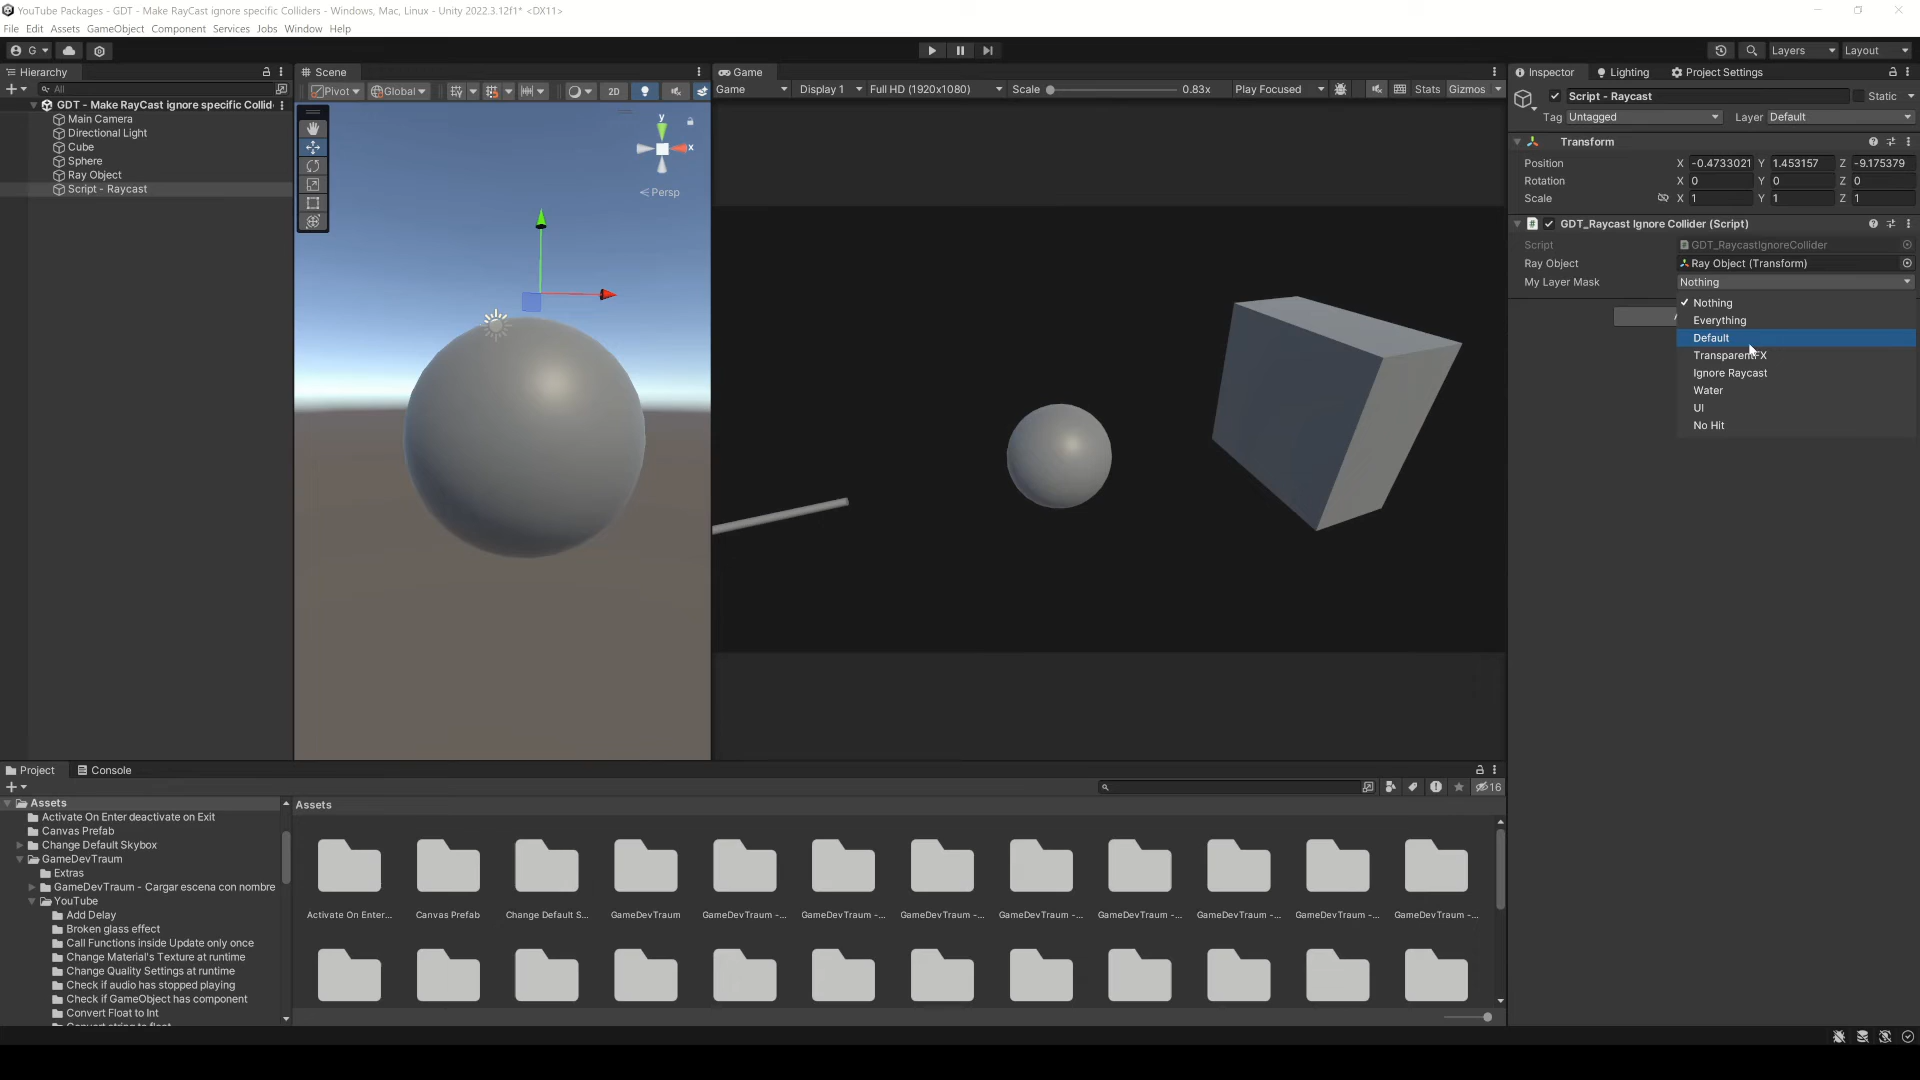 YouTube Packages - GDT - Make RayCast ignore specific Colliders - Windows, Mac, Linux - Unity 2022.3.12f1* <DX11>
File Edit Assets GameObject Component Services Jobs Window Help
G Layers Layout
Hierarchy
All
GDT - Make RayCast ignore specific Collid
Main Camera
Directional Light
Cube
Sphere
Ray Object
Script - Raycast
Scene
Pivot Global 2D
y
x
Persp
Game
Game Display 1 Full HD (1920x1080) Scale 0.83x Play Focused Stats Gizmos
Inspector Lighting Project Settings
Script - Raycast Static
Tag Untagged Layer Default
Transform
Position X -0.4733021 Y 1.453157 Z -9.175379
Rotation X 0 Y 0 Z 0
Scale X 1 Y 1 Z 1
GDT_Raycast Ignore Collider (Script)
Script GDT_RaycastIgnoreCollider
Ray Object Ray Object (Transform)
My Layer Mask Nothing
Nothing
Everything
Default
TransparentFX
Ignore Raycast
Water
UI
No Hit
Project Console
16
Assets
Activate On Enter deactivate on Exit
Canvas Prefab
Change Default Skybox
GameDevTraum
Extras
GameDevTraum - Cargar escena con nombre
YouTube
Add Delay
Broken glass effect
Call Functions inside Update only once
Change Material's Texture at runtime
Change Quality Settings at runtime
Check if audio has stopped playing
Check if GameObject has component
Convert Float to Int
Convert string to float
Assets
Activate On Enter... Canvas Prefab Change Default S... GameDevTraum GameDevTraum -... GameDevTraum -... GameDevTraum -... GameDevTraum -... GameDevTraum -... GameDevTraum -... GameDevTraum -... GameDevTraum -...